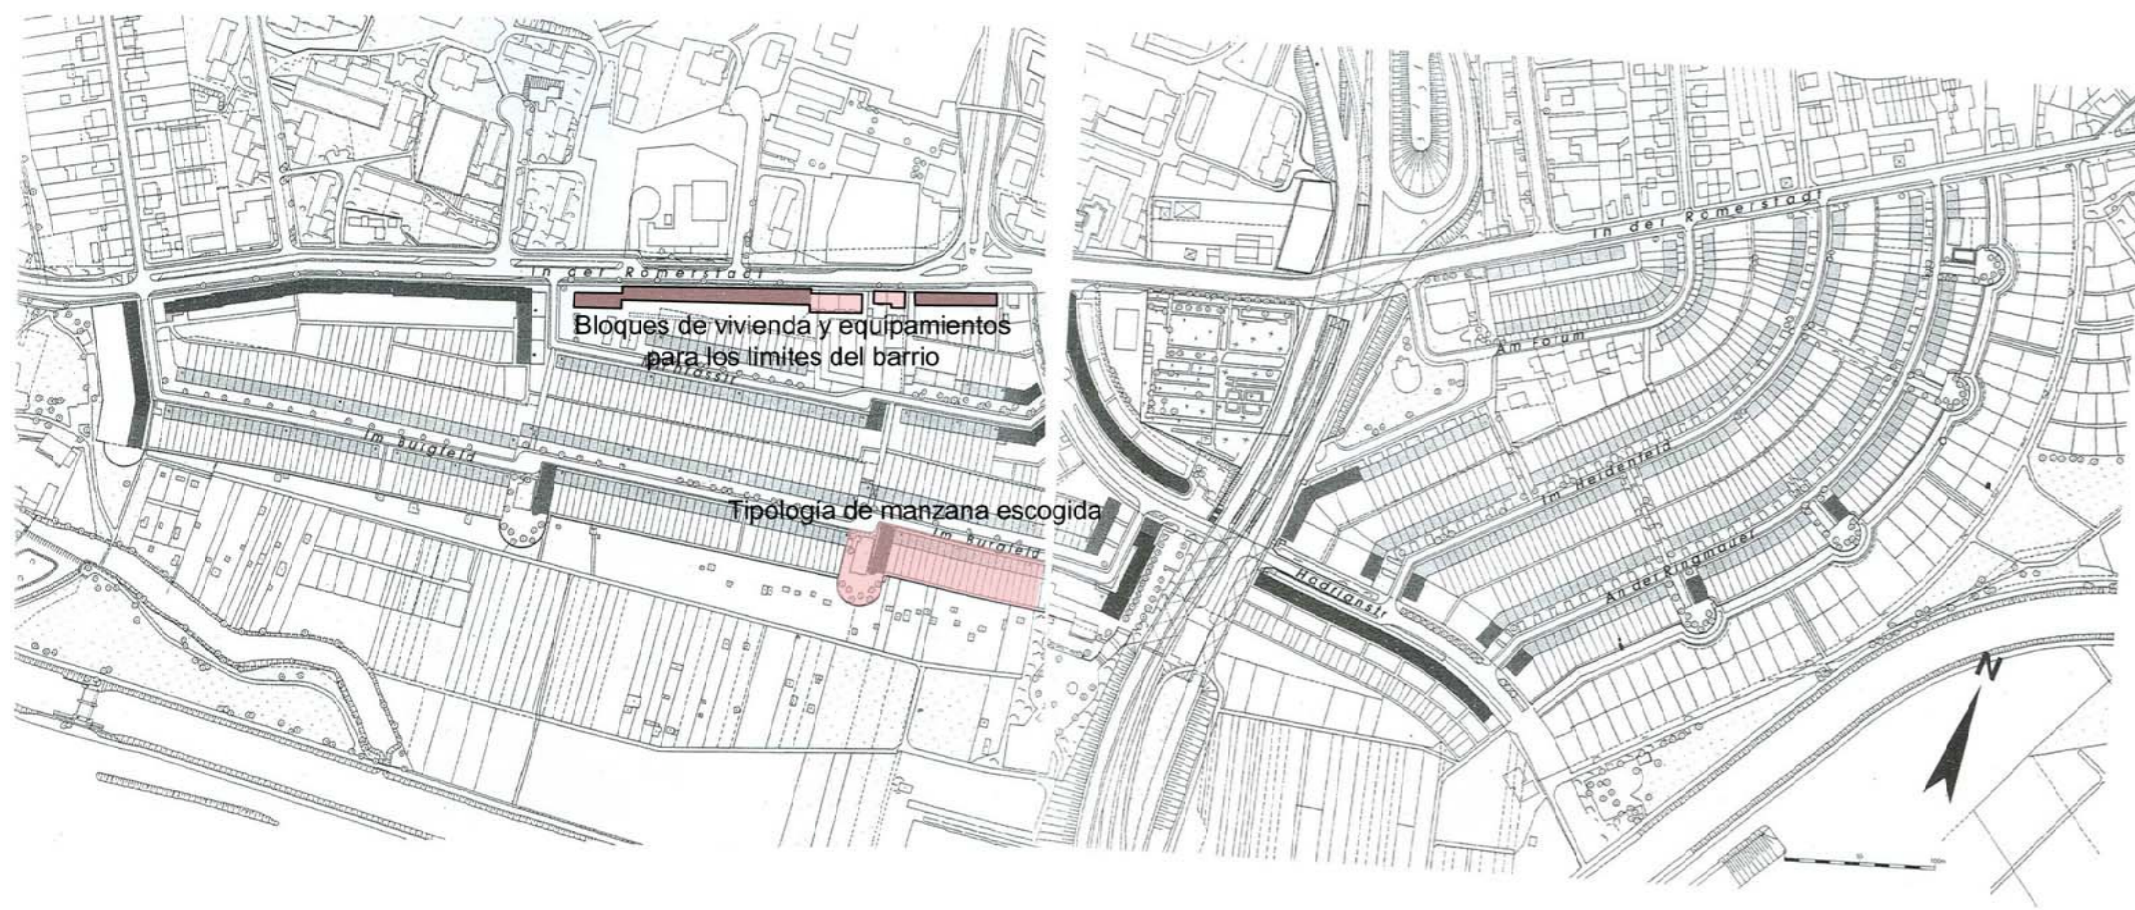 In der Römerstadt
Bloques de vivienda y equipamientos
para los limites del barrio
Im Burgfeld
Tipología de manzana escogida
Im Burgfeld
In der Römerstadt
Am Forum
Im Heidenfeld
An der Ringmauer
Hadrianstr
N
100m